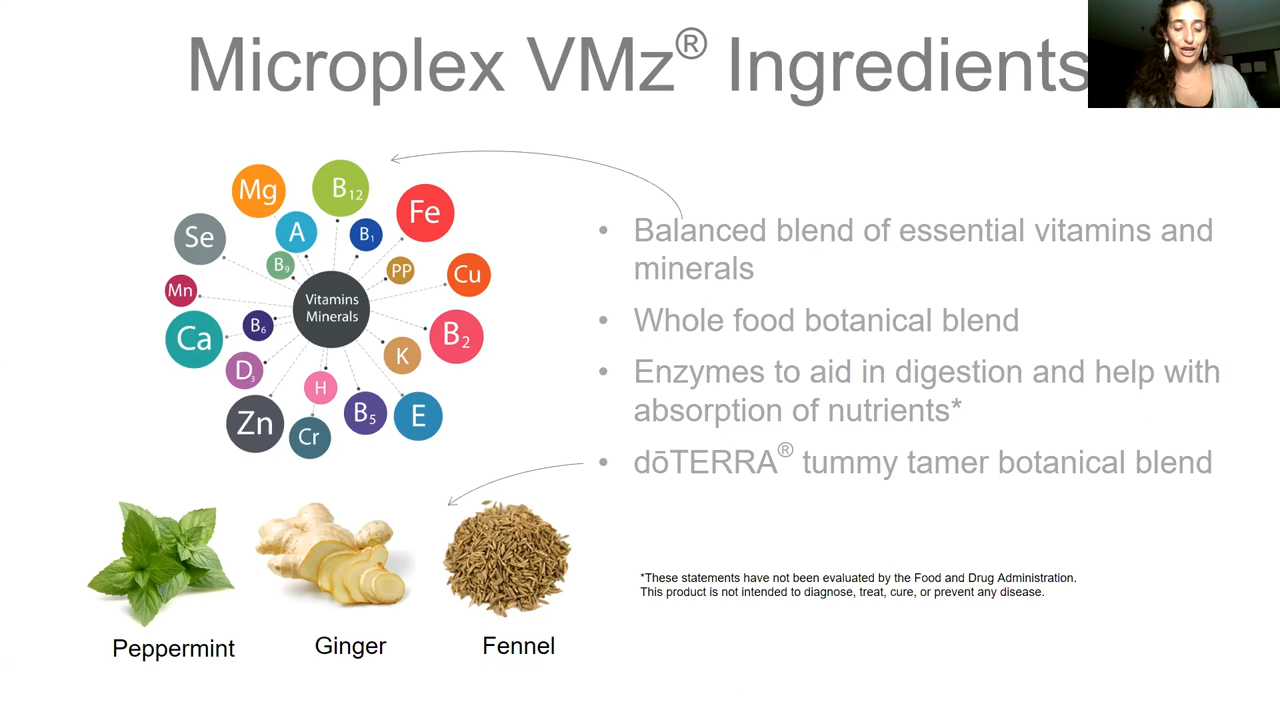 Microplex VMz® Ingredients
Mg
B12
Fe
A
B1
Se
B9
PP
Cu
Mn
Vitamins
Minerals
B6
Ca
B2
K
D3
H
Zn
B5
E
Cr
• Balanced blend of essential vitamins and
minerals
• Whole food botanical blend
• Enzymes to aid in digestion and help with
absorption of nutrients*
• dōTERRA® tummy tamer botanical blend
*These statements have not been evaluated by the Food and Drug Administration.
This product is not intended to diagnose, treat, cure, or prevent any disease.
Peppermint
Ginger
Fennel